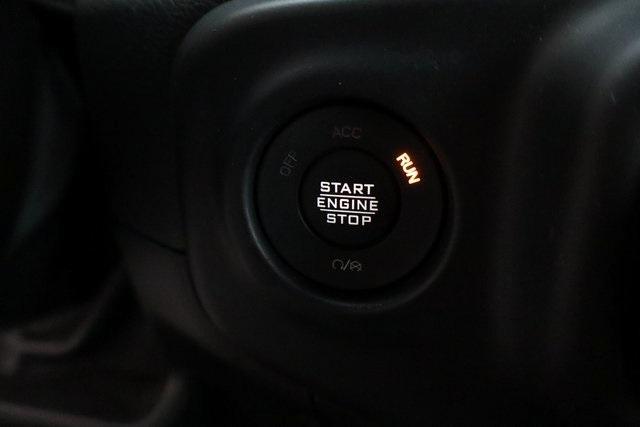 ACC
OFF
RUN
START
ENGINE
STOP